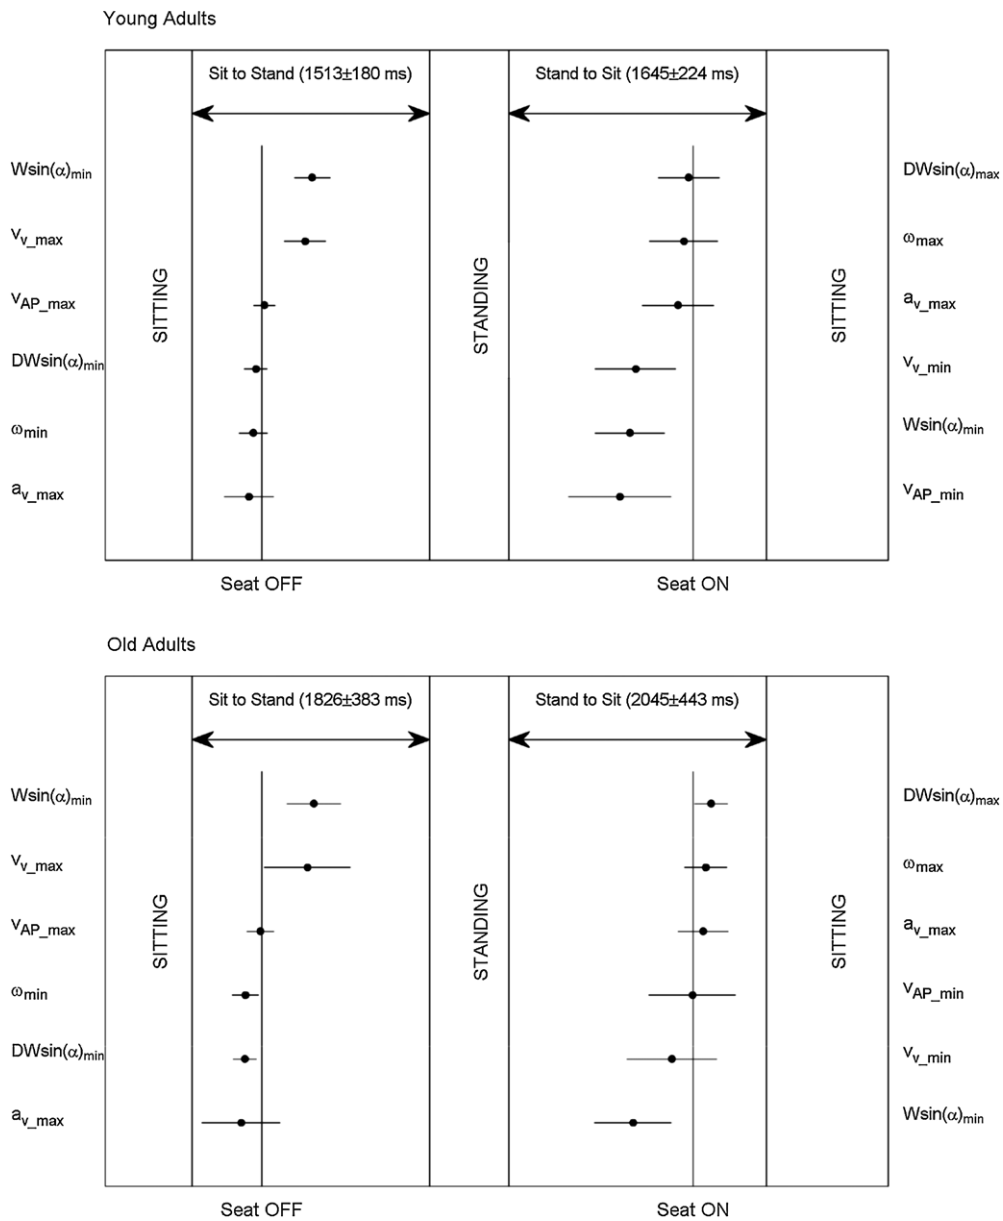 Young Adults
Sit to Stand (1513±180 ms)
Stand to Sit (1645±224 ms)
Wsin(α)min
vv_max
vAP_max
DWsin(α)min
ωmin
av_max
SITTING
STANDING
SITTING
DWsin(α)max
ωmax
av_max
vv_min
Wsin(α)min
vAP_min
Seat OFF
Seat ON
Old Adults
Sit to Stand (1826±383 ms)
Stand to Sit (2045±443 ms)
Wsin(α)min
vv_max
vAP_max
ωmin
DWsin(α)min
av_max
SITTING
STANDING
SITTING
DWsin(α)max
ωmax
av_max
vAP_min
vv_min
Wsin(α)min
Seat OFF
Seat ON